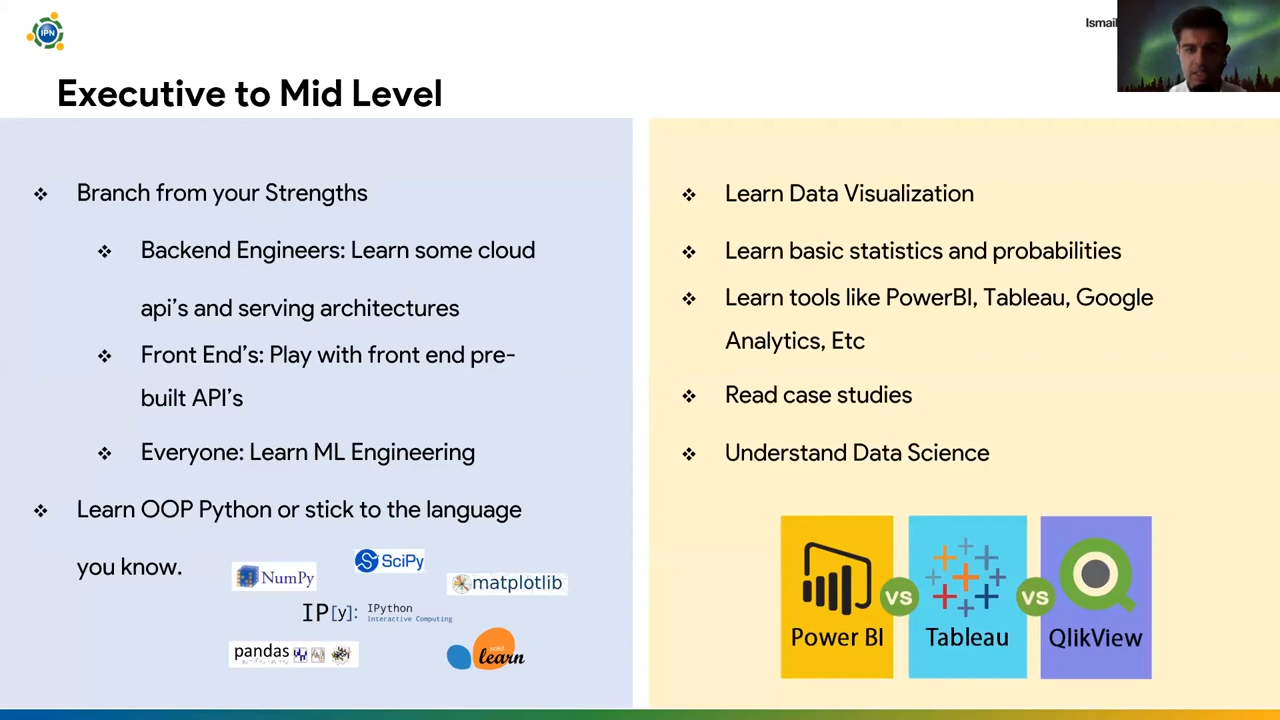 IPN
Ismail
Executive to Mid Level
Branch from your Strengths
Backend Engineers: Learn some cloud
api's and serving architectures
Front End's: Play with front end pre-
built API's
Everyone: Learn ML Engineering
Learn OOP Python or stick to the language
you know.
NumPy
SciPy
matplotlib
IP[y]:
IPython
Interactive Computing
pandas
scikit
learn
Learn Data Visualization
Learn basic statistics and probabilities
Learn tools like PowerBI, Tableau, Google
Analytics, Etc
Read case studies
Understand Data Science
Power BI
vs
Tableau
vs
QlikView